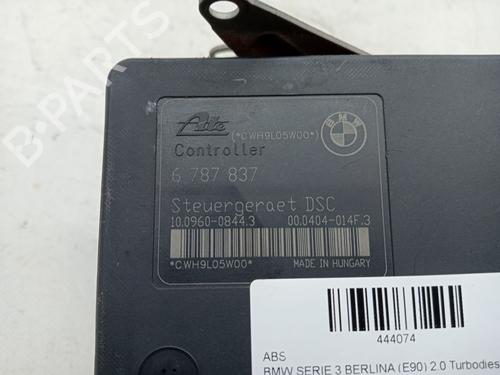 B-PARTS
Ate (*CWH9L05W00*) BMW
Controller
6 787 837
Steuergeraet DSC
10.0960-0844.3 00.0404-014F.3
*CWH9L05W00* MADE IN HUNGARY
444074
ABS
BMW SERIE 3 BERLINA (E90) 2.0 Turbodies